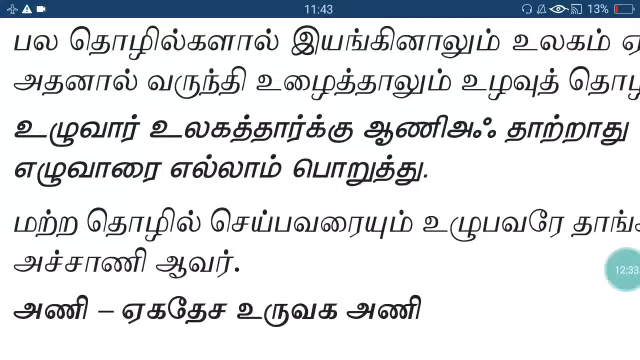 11:43 13%
பல தொழில்களால் இயங்கினாலும் உலகம்
அதனால் வருந்தி உழைத்தாலும் உழவுத்
உழுவார் உலகத்தார்க்கு ஆணிஅஃ தாற்றாது
எழுவாரை எல்லாம் பொறுத்து.
மற்ற தொழில் செய்பவரையும் உழுபவரே
அச்சாணி ஆவர்.
12:33
அணி – ஏகதேச உருவக அணி